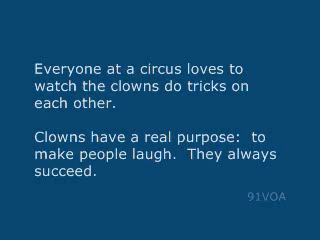 Everyone at a circus loves to
watch the clowns do tricks on
each other.
Clowns have a real purpose:  to
make people laugh.  They always
succeed.
91VOA